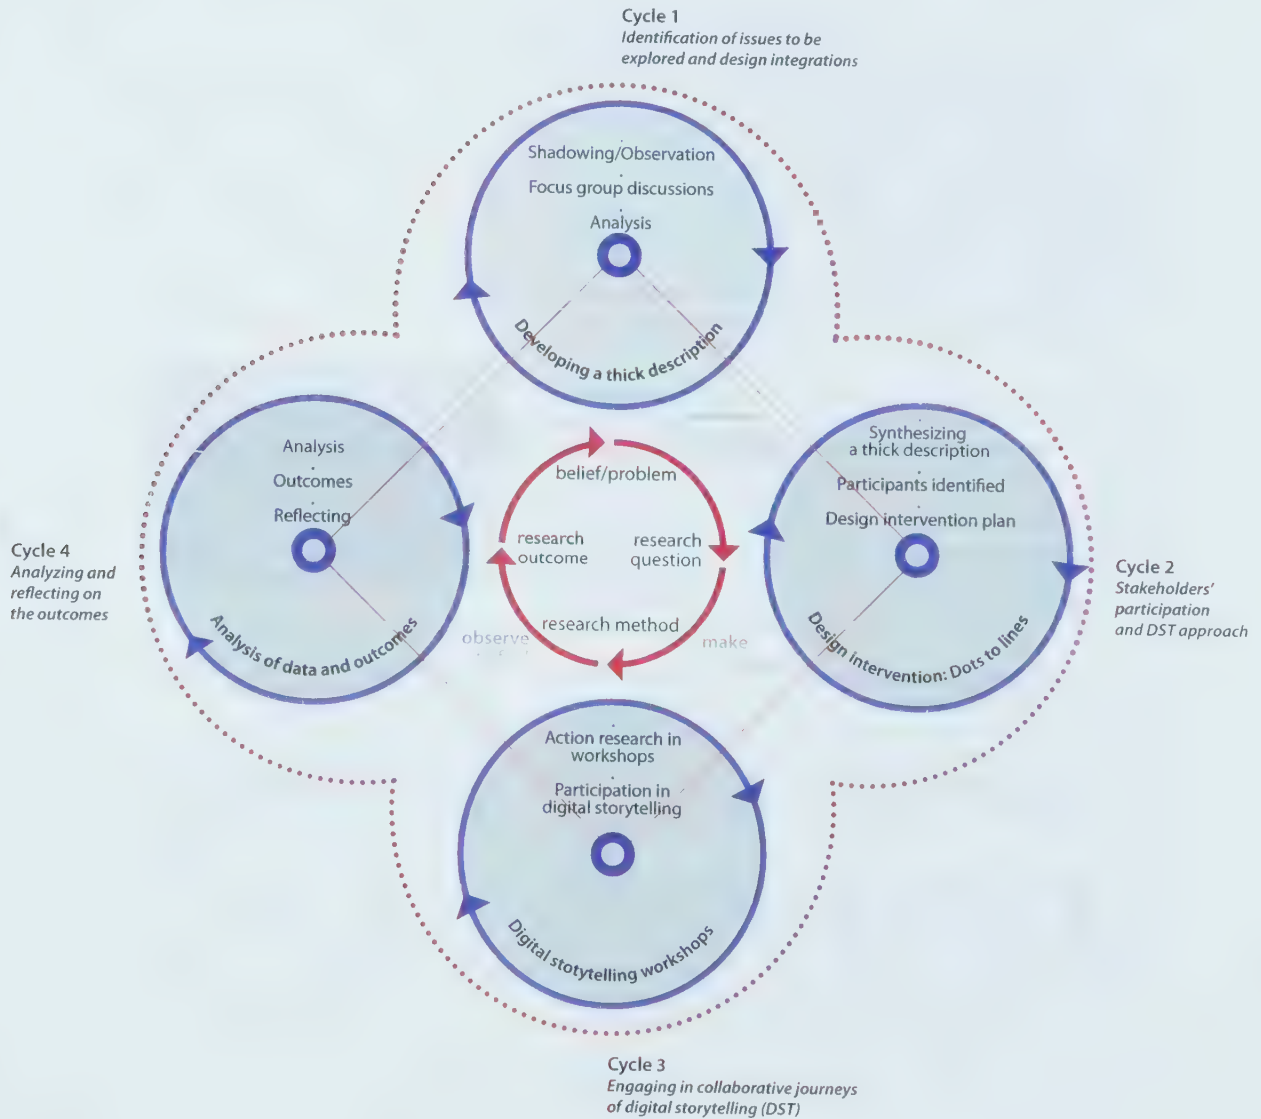 Cycle 1
Identification of issues to be
explored and design integrations
Shadowing/Observation
Focus group discussions
Analysis
Developing a thick description
Synthesizing
a thick description
Participants identified
Design intervention plan
Design intervention: Dots to lines
Cycle 2
Stakeholders'
participation
and DST approach
belief/problem
research
question
research method
research
outcome
observe
make
Analysis
Outcomes
Reflecting
Analysis of data and outcomes
Cycle 4
Analyzing and
reflecting on
the outcomes
Action research in
workshops
Participation in
digital storytelling
Digital stotytelling workshops
Cycle 3
Engaging in collaborative journeys
of digital storytelling (DST)